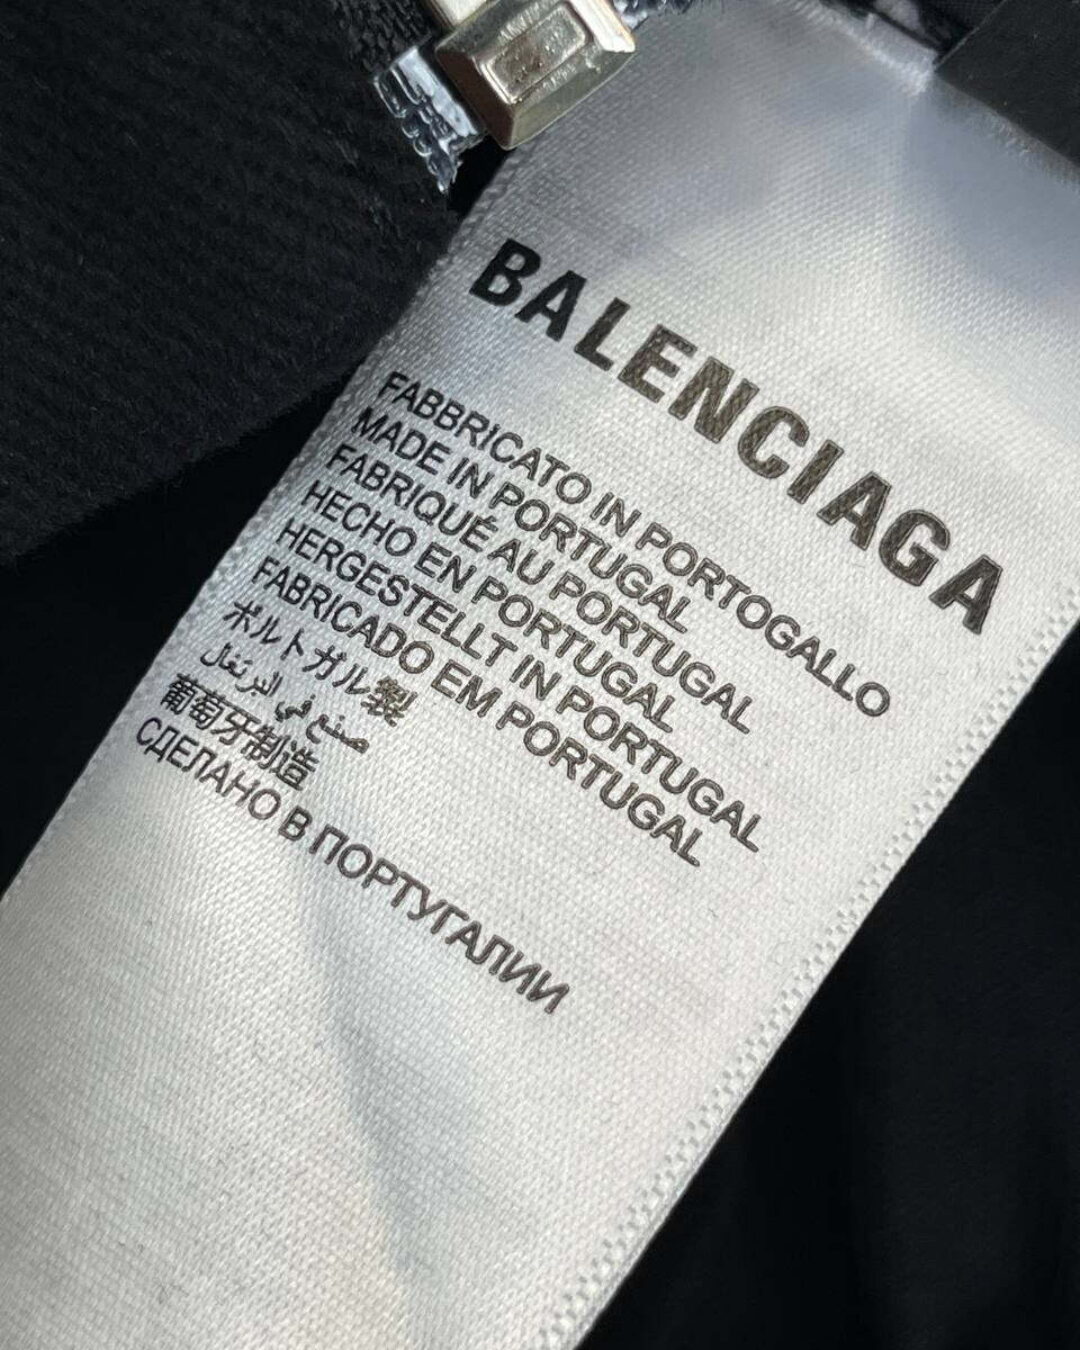 BALENCIAGA
FABBRICATO IN PORTOGALLO
MADE IN PORTUGAL
FABRIQUÉ AU PORTUGAL
HECHO EN PORTUGAL
HERGESTELLT IN PORTUGAL
FABRICADO EM PORTUGAL
ポルトガル製
صنع في البرتغال
葡萄牙制造
СДЕЛАНО В ПОРТУГАЛИИ